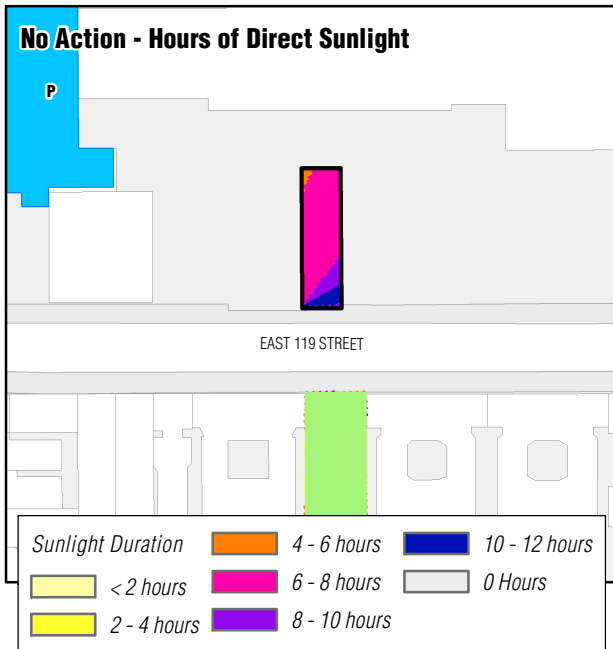 No Action - Hours of Direct Sunlight
P
EAST 119 STREET
Sunlight Duration
< 2 hours
2 - 4 hours
4 - 6 hours
6 - 8 hours
8 - 10 hours
10 - 12 hours
0 Hours